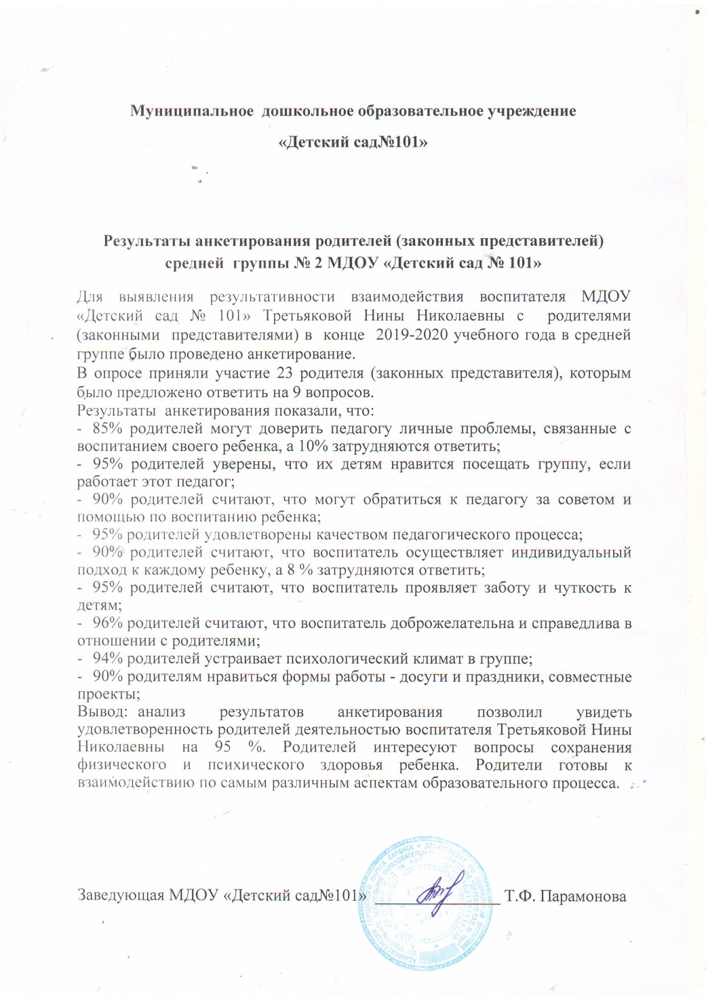 Муниципальное дошкольное образовательное учреждение
«Детский сад№101»
Результаты анкетирования родителей (законных представителей)
средней группы № 2 МДОУ «Детский сад № 101»
Для выявления результативности взаимодействия воспитателя МДОУ
«Детский сад № 101» Третьяковой Нины Николаевны с родителями
(законными представителями) в конце 2019-2020 учебного года в средней
группе было проведено анкетирование.
В опросе приняли участие 23 родителя (законных представителя), которым
было предложено ответить на 9 вопросов.
Результаты анкетирования показали, что:
- 85% родителей могут доверить педагогу личные проблемы, связанные с
воспитанием своего ребенка, а 10% затрудняются ответить;
- 95% родителей уверены, что их детям нравится посещать группу, если
работает этот педагог;
- 90% родителей считают, что могут обратиться к педагогу за советом и
помощью по воспитанию ребенка;
- 95% родителей удовлетворены качеством педагогического процесса;
- 90% родителей считают, что воспитатель осуществляет индивидуальный
подход к каждому ребенку, а 8 % затрудняются ответить;
- 95% родителей считают, что воспитатель проявляет заботу и чуткость к
детям;
- 96% родителей считают, что воспитатель доброжелательна и справедлива в
отношении с родителями;
- 94% родителей устраивает психологический климат в группе;
- 90% родителям нравиться формы работы - досуги и праздники, совместные
проекты;
Вывод: анализ результатов анкетирования позволил увидеть
удовлетворенность родителей деятельностью воспитателя Третьяковой Нины
Николаевны на 95 %. Родителей интересуют вопросы сохранения
физического и психического здоровья ребенка. Родители готовы к
взаимодействию по самым различным аспектам образовательного процесса.
Заведующая МДОУ «Детский сад№101» ______________ Т.Ф. Парамонова